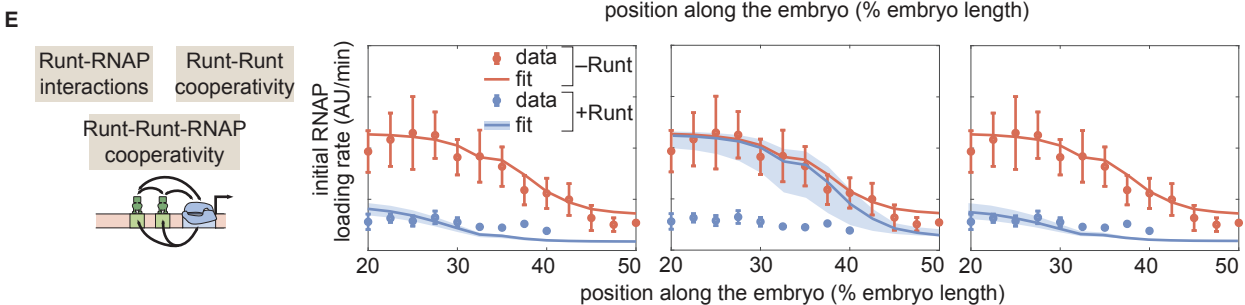 position along the embryo (% embryo length)
E
Runt-RNAP
interactions
Runt-Runt
cooperativity
Runt-Runt-RNAP
cooperativity
initial RNAP
loading rate (AU/min)
data
fit
–Runt
data
fit
+Runt
20 30 40 50
20 30 40 50
20 30 40 50
position along the embryo (% embryo length)